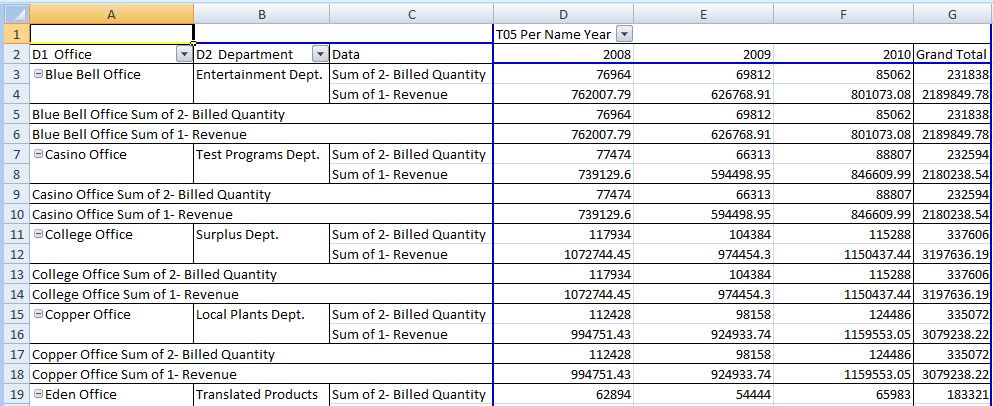 A B C D E F G
1 T05 Per Name Year
2 D1 Office D2 Department Data 2008 2009 2010 Grand Total
3 Blue Bell Office Entertainment Dept. Sum of 2- Billed Quantity 76964 69812 85062 231838
4 Sum of 1- Revenue 762007.79 626768.91 801073.08 2189849.78
5 Blue Bell Office Sum of 2- Billed Quantity 76964 69812 85062 231838
6 Blue Bell Office Sum of 1- Revenue 762007.79 626768.91 801073.08 2189849.78
7 Casino Office Test Programs Dept. Sum of 2- Billed Quantity 77474 66313 88807 232594
8 Sum of 1- Revenue 739129.6 594498.95 846609.99 2180238.54
9 Casino Office Sum of 2- Billed Quantity 77474 66313 88807 232594
10 Casino Office Sum of 1- Revenue 739129.6 594498.95 846609.99 2180238.54
11 College Office Surplus Dept. Sum of 2- Billed Quantity 117934 104384 115288 337606
12 Sum of 1- Revenue 1072744.45 974454.3 1150437.44 3197636.19
13 College Office Sum of 2- Billed Quantity 117934 104384 115288 337606
14 College Office Sum of 1- Revenue 1072744.45 974454.3 1150437.44 3197636.19
15 Copper Office Local Plants Dept. Sum of 2- Billed Quantity 112428 98158 124486 335072
16 Sum of 1- Revenue 994751.43 924933.74 1159553.05 3079238.22
17 Copper Office Sum of 2- Billed Quantity 112428 98158 124486 335072
18 Copper Office Sum of 1- Revenue 994751.43 924933.74 1159553.05 3079238.22
19 Eden Office Translated Products Sum of 2- Billed Quantity 62894 54444 65983 183321